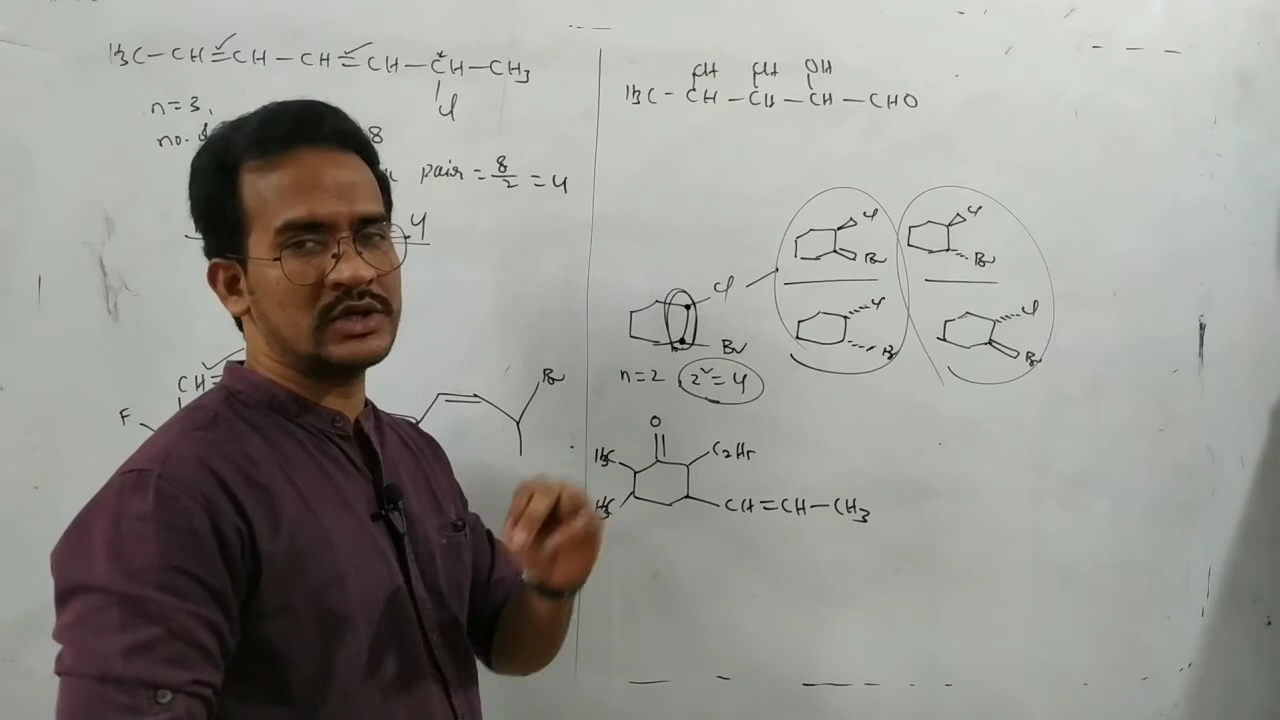 H3C-CH=CH-CH=CH-CH-CH3
Cl
n=3,
no.
8
pair = 8/2 = 4
4
CH=
F
Br
OH OH OH
H3C-CH-CH-CH-CHO
Cl
Br
Cl
Br
Cl
Br
Cl
Br
Cl
Br
n=2 2²=4
O
H3C
C2H5
H3C
CH=CH-CH3